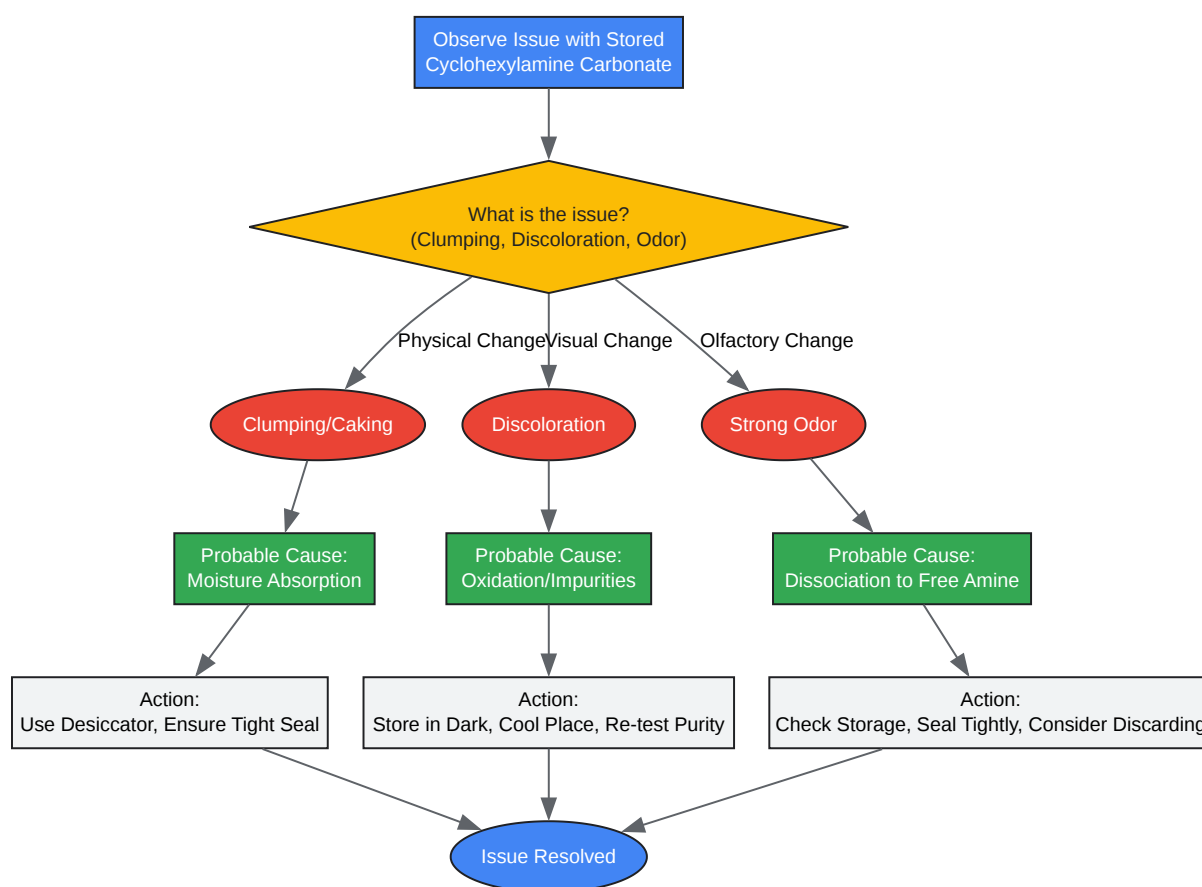 Observe Issue with Stored
Cyclohexylamine Carbonate
What is the issue?
(Clumping, Discoloration, Odor)
Physical Change
Visual Change
Olfactory Change
Clumping/Caking
Discoloration
Strong Odor
Probable Cause:
Moisture Absorption
Probable Cause:
Oxidation/Impurities
Probable Cause:
Dissociation to Free Amine
Action:
Use Desiccator, Ensure Tight Seal
Action:
Store in Dark, Cool Place, Re-test Purity
Action:
Check Storage, Seal Tightly, Consider Discarding
Issue Resolved